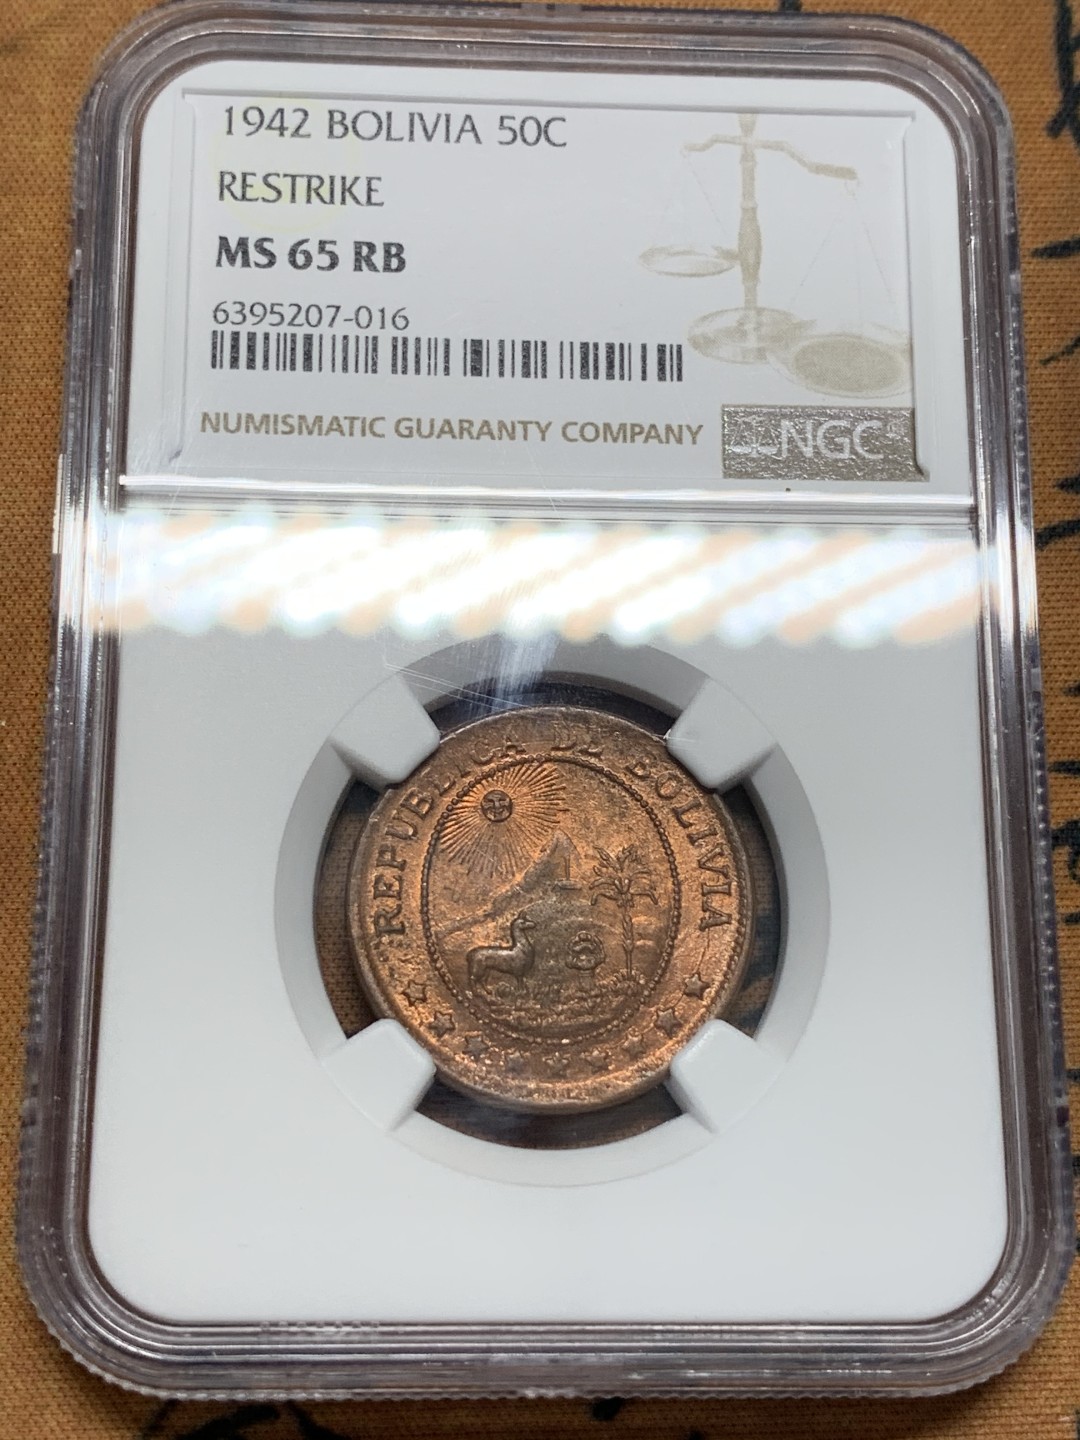 1942 BOLIVIA 50C
RESTRIKE
MS 65 RB
6395207-016
NUMISMATIC GUARANTY COMPANY
NGC
REPUBLICA DE BOLIVIA